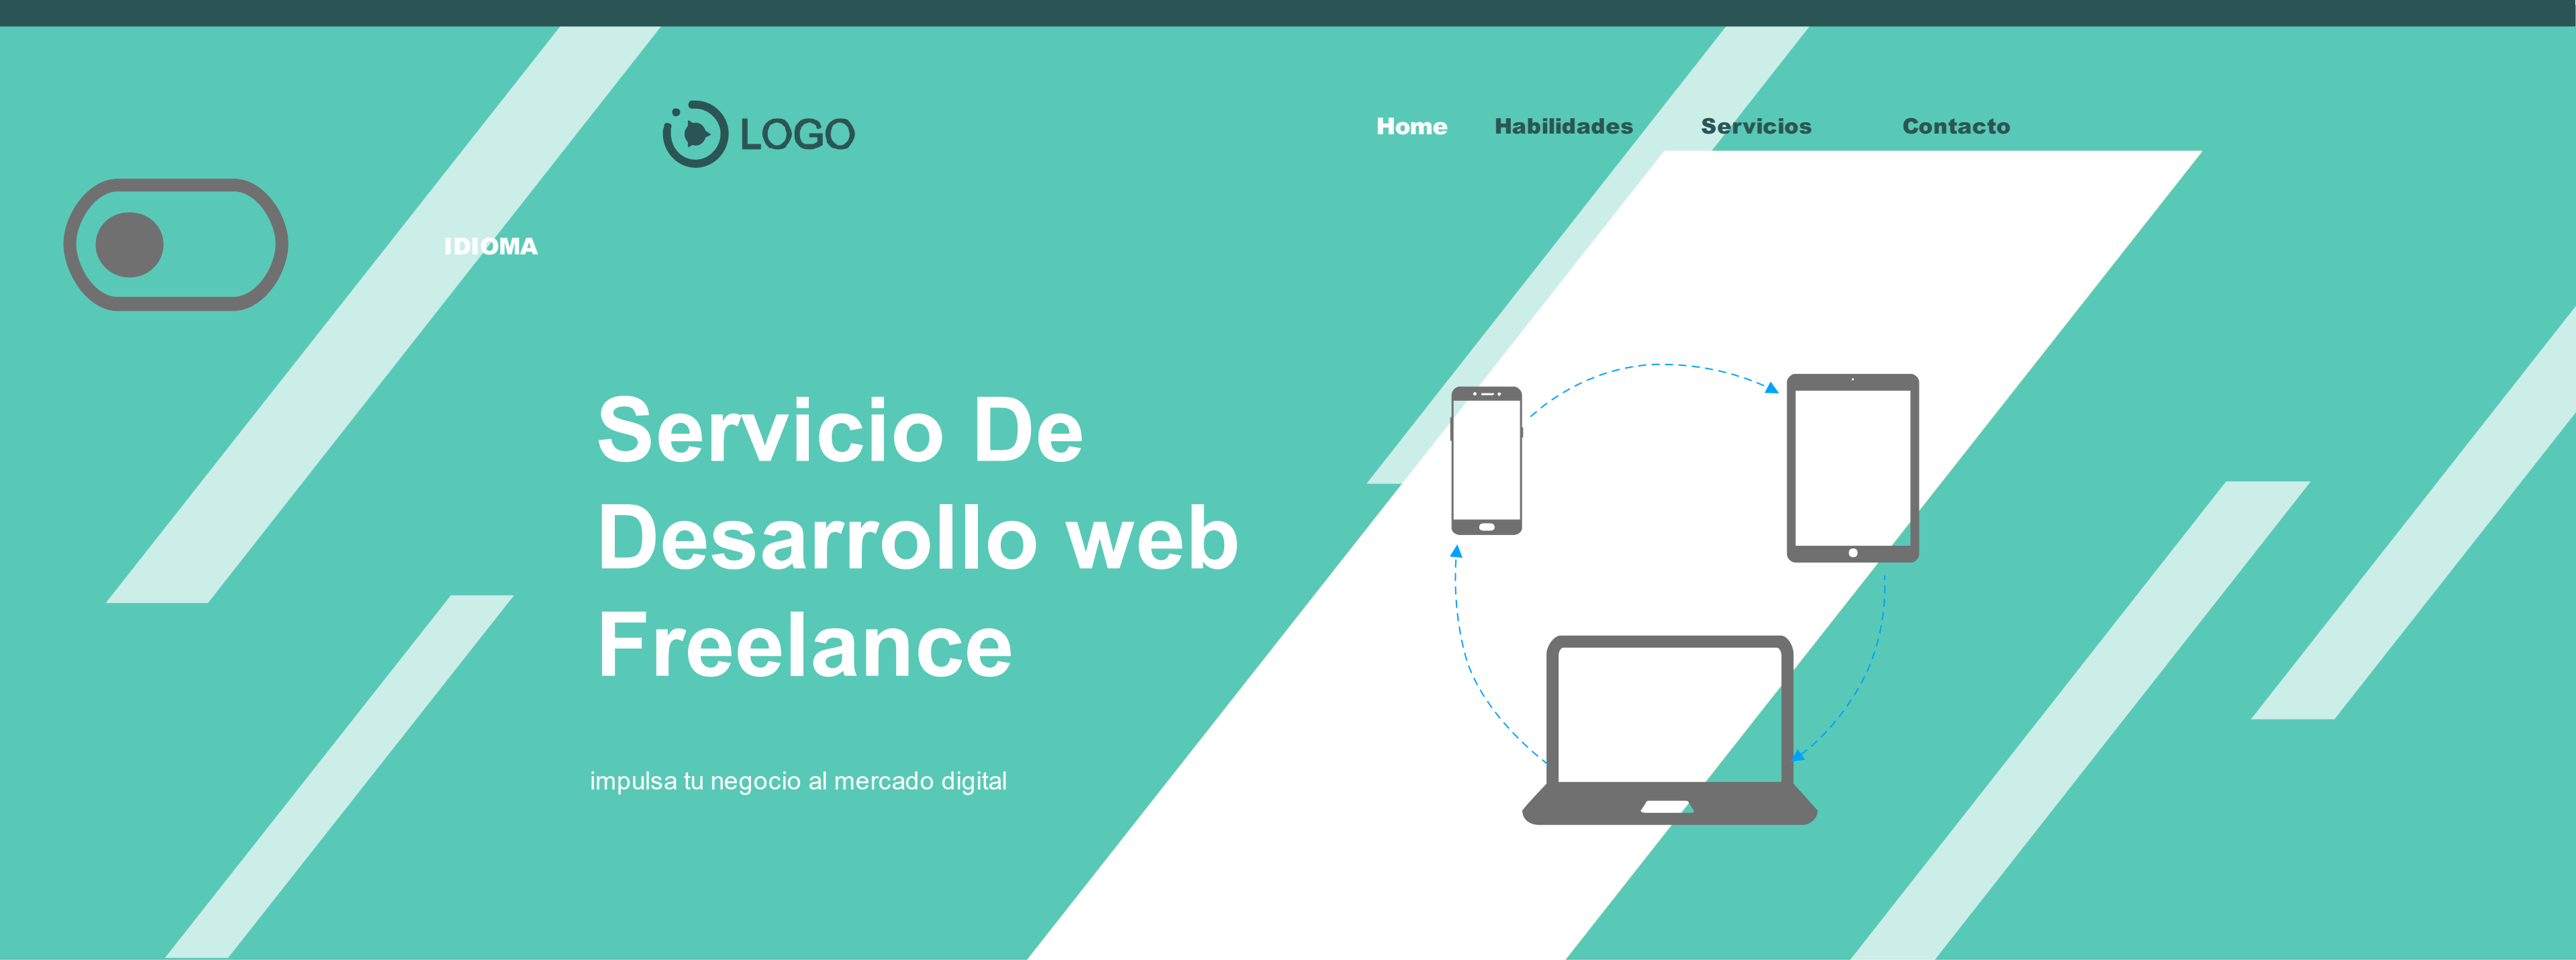 LOGO
Home
Habilidades
Servicios
Contacto
IDIOMA
Servicio De
Desarrollo web
Freelance
impulsa tu negocio al mercado digital